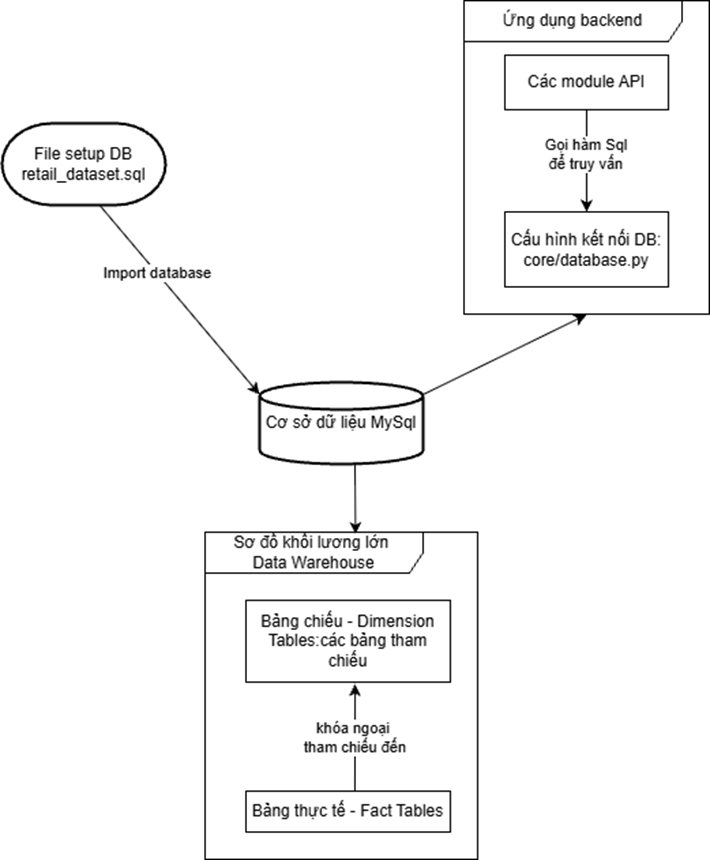 Ứng dụng backend
Các module API
Gọi hàm Sql
để truy vấn
Cấu hình kết nối DB:
core/database.py
File setup DB
retail_dataset.sql
Import database
Cơ sở dữ liệu MySql
Sơ đồ khối lương lớn
Data Warehouse
Bảng chiếu - Dimension
Tables:các bảng tham
chiếu
khóa ngoại
tham chiếu đến
Bảng thực tế - Fact Tables